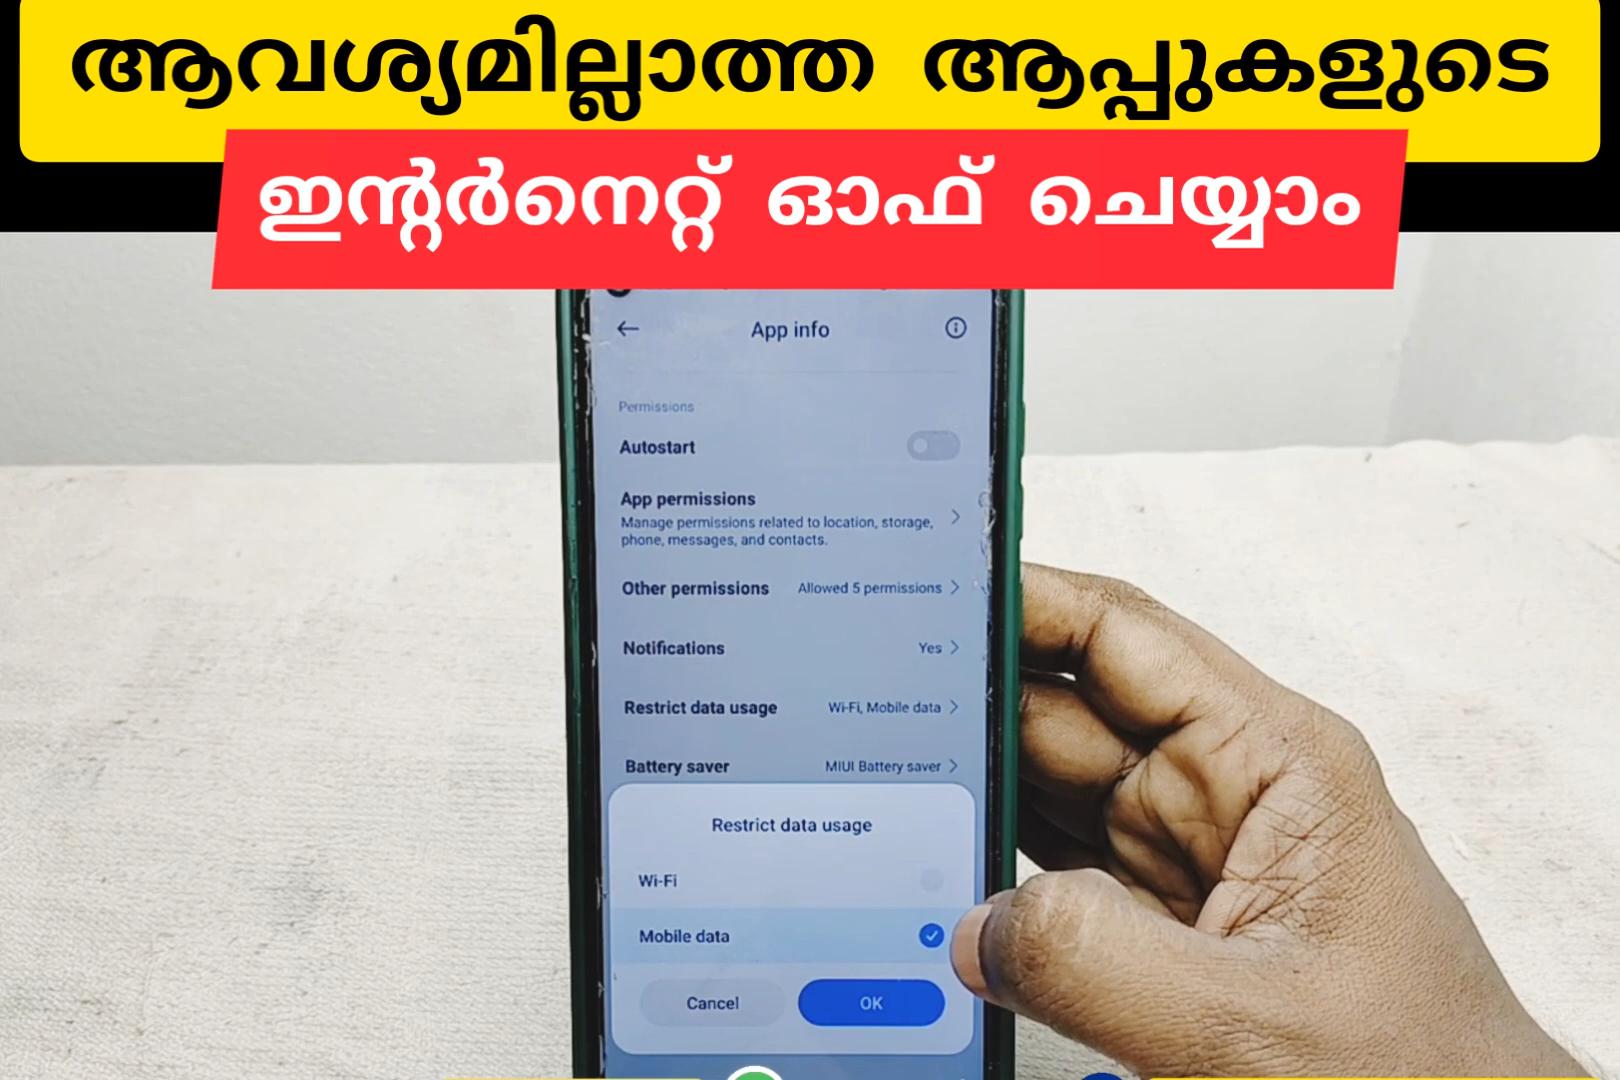 ആവശ്യമില്ലാത്ത ആപ്പുകളുടെ
ഇന്റർനെറ്റ് ഓഫ് ചെയ്യാം
App info
Permissions
Autostart
App permissions
Manage permissions related to location, storage,
phone, messages, and contacts.
Other permissions Allowed 5 permissions
Notifications Yes
Restrict data usage Wi-Fi, Mobile data
Battery saver MIUI Battery saver
Restrict data usage
Wi-Fi
Mobile data
Cancel OK